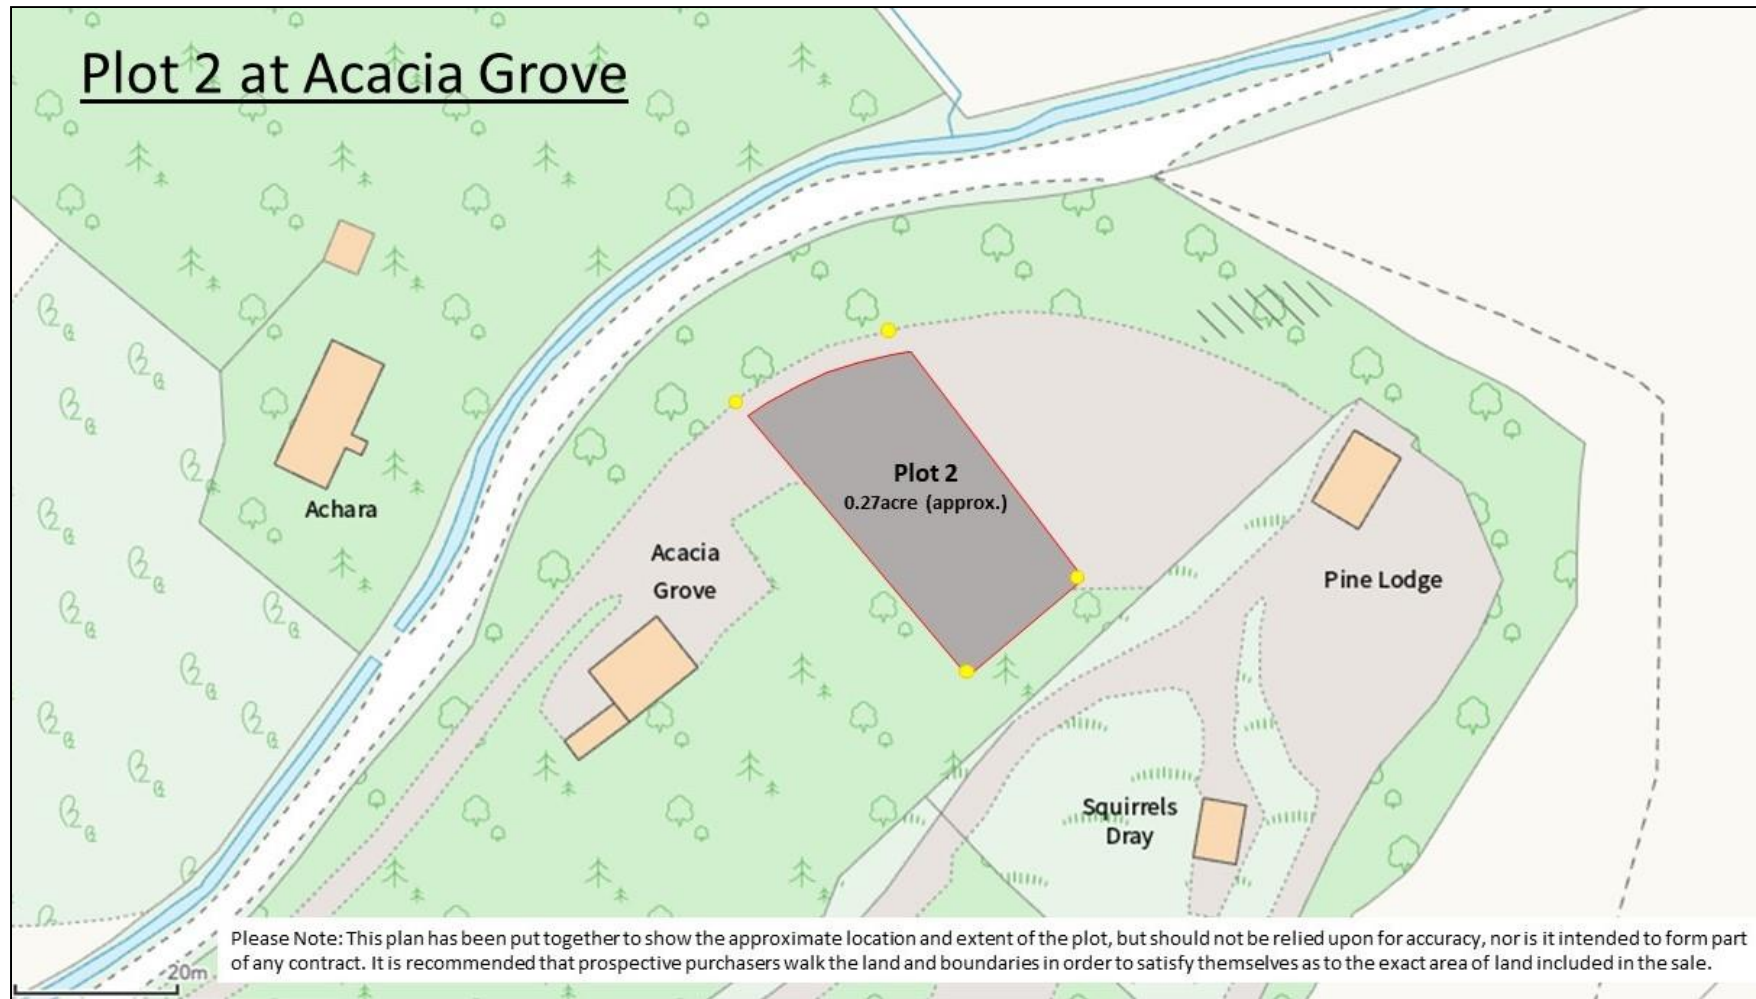 Plot 2 at Acacia Grove
Plot 2
0.27acre (approx.)
Achara
Acacia
Grove
Pine Lodge
Squirrels
Dray
Please Note: This plan has been put together to show the approximate location and extent of the plot, but should not be relied upon for accuracy, nor is it intended to form part
of any contract. It is recommended that prospective purchasers walk the land and boundaries in order to satisfy themselves as to the exact area of land included in the sale.
20m